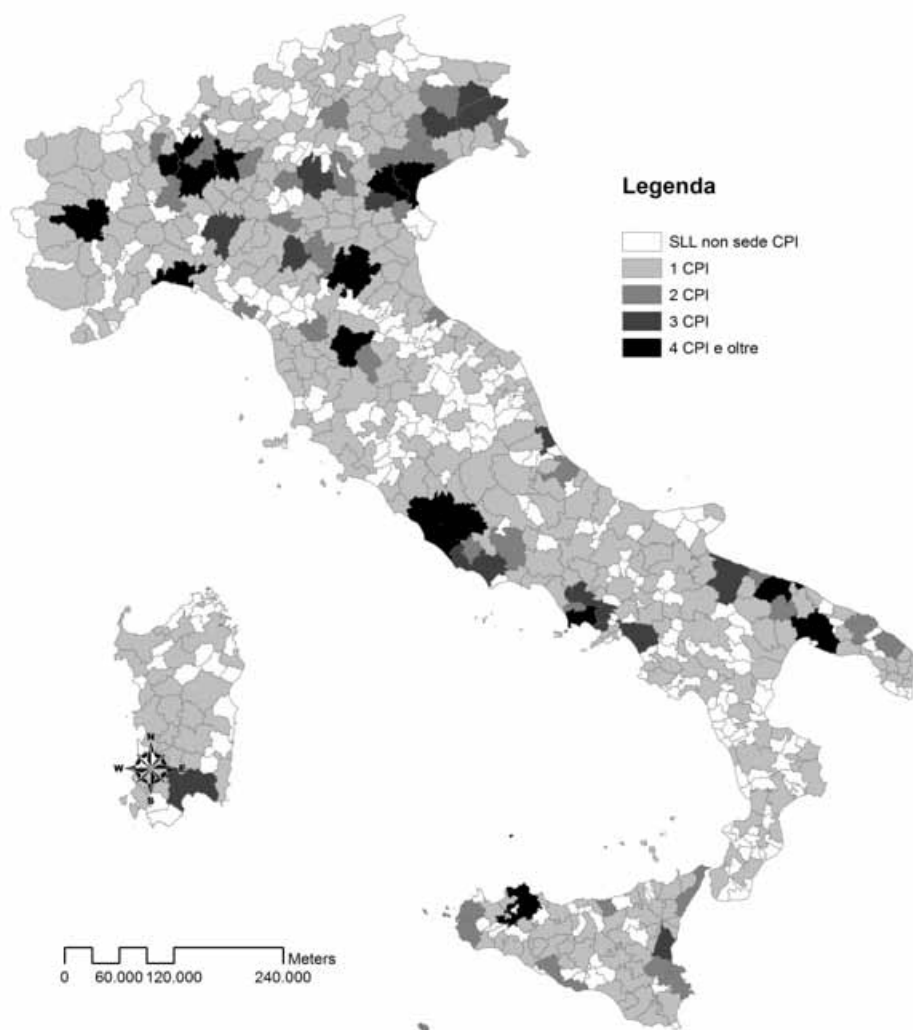 Legenda
SLL non sede CPI
1 CPI
2 CPI
3 CPI
4 CPI e oltre
N
W E
S
Meters
0 60.000 120.000 240.000